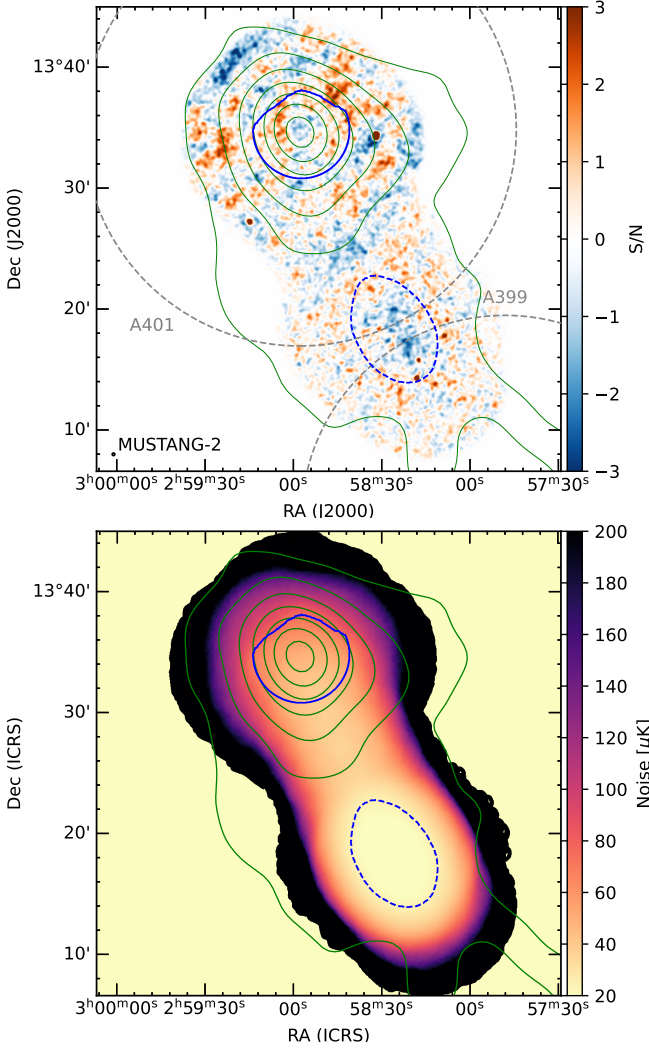 13°40'
30'
20'
10'
Dec (J2000)
A401
A399
MUSTANG-2
3ʰ00ᵐ00ˢ 2ʰ59ᵐ30ˢ 00ˢ 58ᵐ30ˢ 00ˢ 57ᵐ30ˢ
RA (J2000)
3
2
1
0
−1
−2
−3
S/N
13°40'
30'
20'
10'
Dec (ICRS)
3ʰ00ᵐ00ˢ 2ʰ59ᵐ30ˢ 00ˢ 58ᵐ30ˢ 00ˢ 57ᵐ30ˢ
RA (ICRS)
200
180
160
140
120
100
80
60
40
20
Noise [μK]